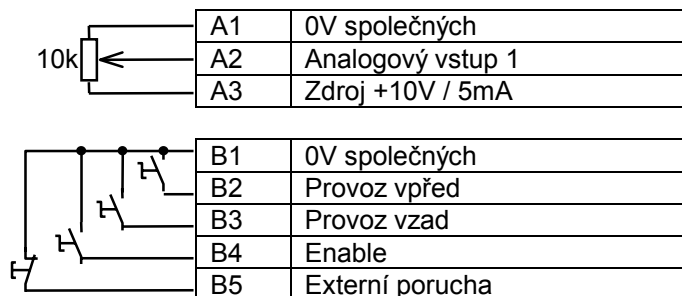 A1 0V společných
10k A2 Analogový vstup 1
A3 Zdroj +10V / 5mA
B1 0V společných
B2 Provoz vpřed
B3 Provoz vzad
B4 Enable
B5 Externí porucha